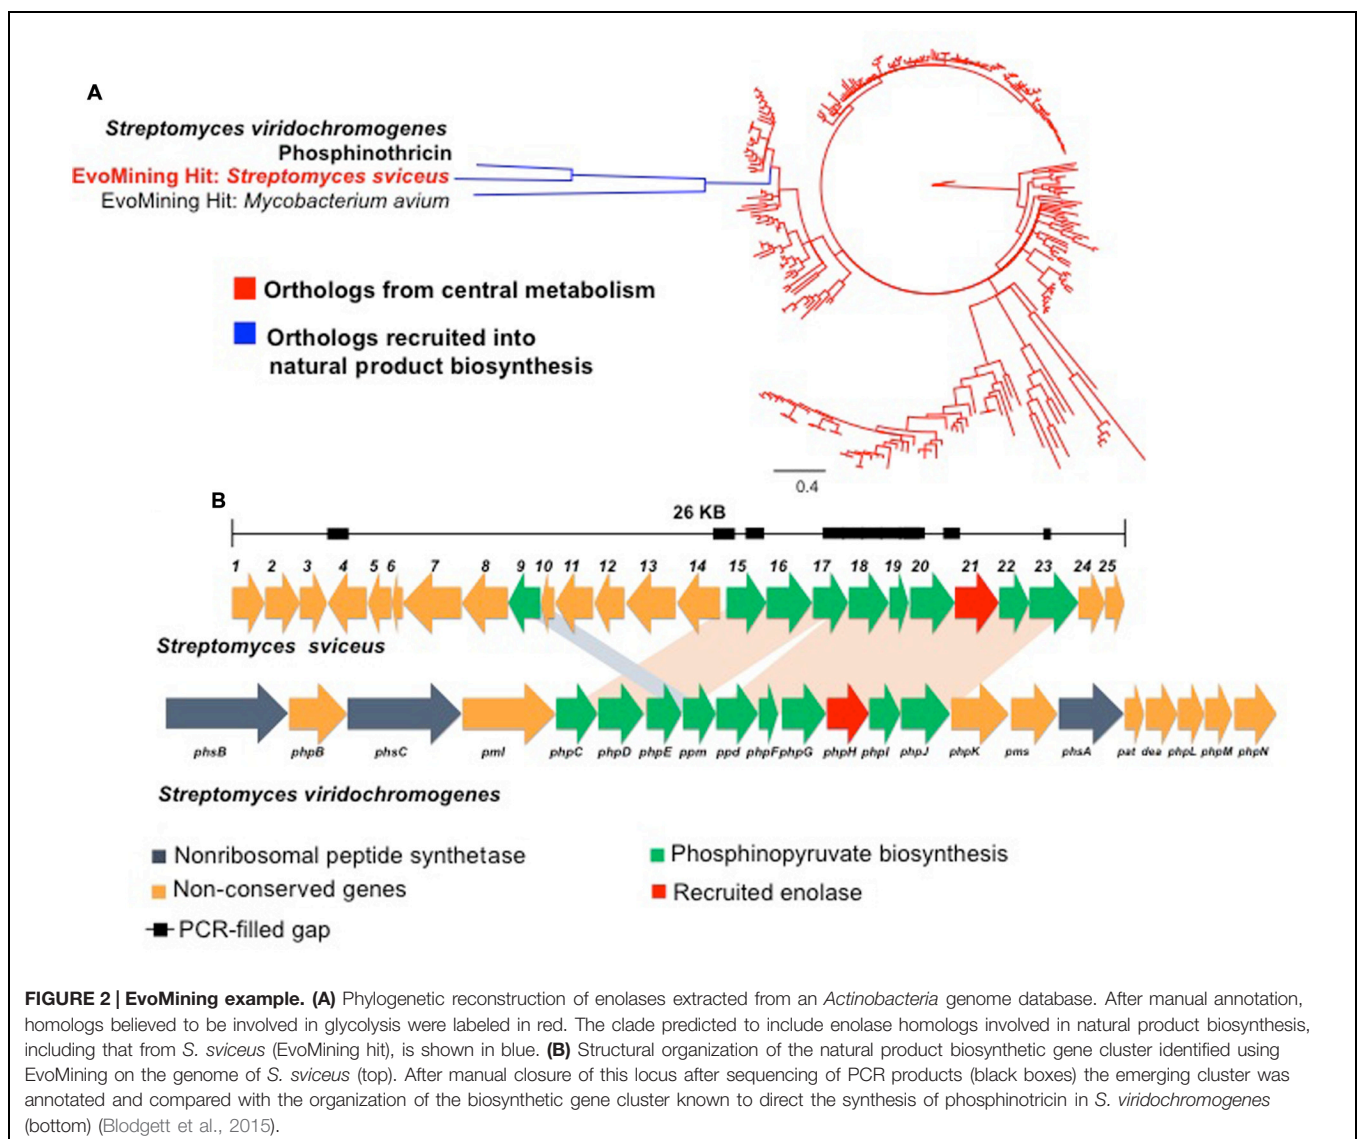 A
Streptomyces viridochromogenes
Phosphinothricin
EvoMining Hit: Streptomyces sviceus
EvoMining Hit: Mycobacterium avium
Orthologs from central metabolism
Orthologs recruited into
natural product biosynthesis
0.4
B
26 KB
1 2 3 4 5 6 7 8 9 10 11 12 13 14 15 16 17 18 19 20 21 22 23 24 25
Streptomyces sviceus
phsB phpB phsC pmI phpC phpD phpE ppm ppd phpF phpG phpH phpI phpJ phpK pms phsA pat dea phpL phpM phpN
Streptomyces viridochromogenes
Nonribosomal peptide synthetase
Phosphinopyruvate biosynthesis
Non-conserved genes
Recruited enolase
PCR-filled gap
FIGURE 2 | EvoMining example. (A) Phylogenetic reconstruction of enolases extracted from an Actinobacteria genome database. After manual annotation,
homologs believed to be involved in glycolysis were labeled in red. The clade predicted to include enolase homologs involved in natural product biosynthesis,
including that from S. sviceus (EvoMining hit), is shown in blue. (B) Structural organization of the natural product biosynthetic gene cluster identified using
EvoMining on the genome of S. sviceus (top). After manual closure of this locus after sequencing of PCR products (black boxes) the emerging cluster was
annotated and compared with the organization of the biosynthetic gene cluster known to direct the synthesis of phosphinotricin in S. viridochromogenes
(bottom) (Blodgett et al., 2015).